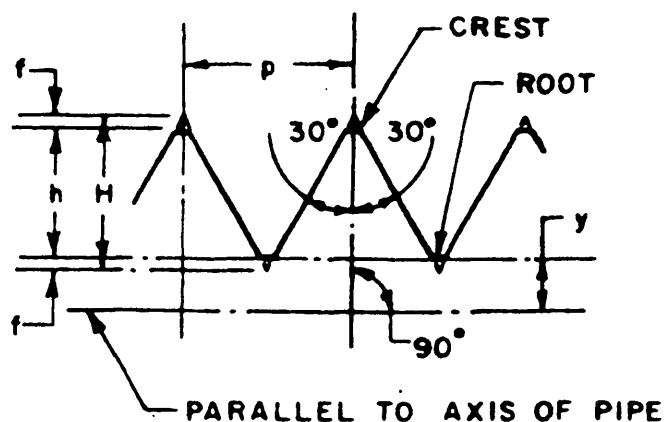 CREST
f
p
ROOT
30° 30°
h
H
y
f
90°
PARALLEL TO AXIS OF PIPE